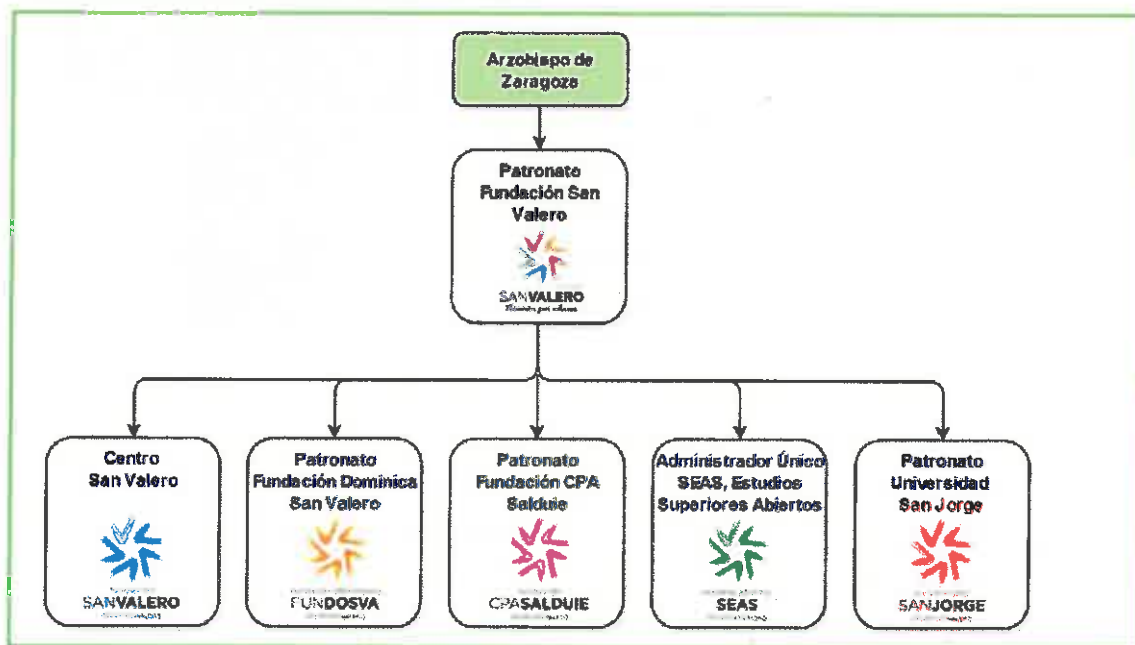 Arzobispo de
Zaragoza
Patronato
Fundación San
Valero
SANVALERO
Centro
San Valero
SANVALERO
Patronato
Fundación Dominica
San Valero
FUNDOSVA
Patronato
Fundación CPA
Salduie
CPASALDUIE
Administrador Único
SEAS, Estudios
Superiores Abiertos
SEAS
Patronato
Universidad
San Jorge
SANJORGE